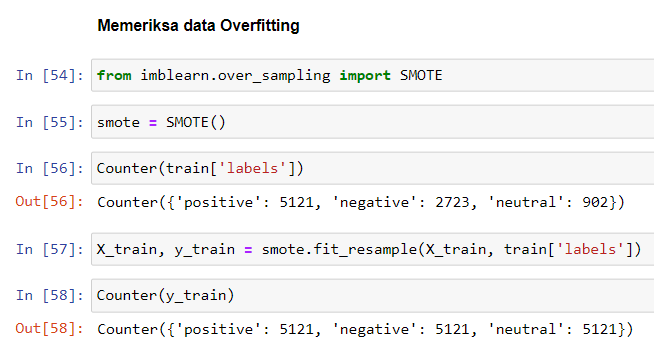 Memeriksa data Overfitting
In [54]: from imblearn.over_sampling import SMOTE
In [55]: smote = SMOTE()
In [56]: Counter(train['labels'])
Out[56]: Counter({'positive': 5121, 'negative': 2723, 'neutral': 902})
In [57]: X_train, y_train = smote.fit_resample(X_train, train['labels'])
In [58]: Counter(y_train)
Out[58]: Counter({'positive': 5121, 'negative': 5121, 'neutral': 5121})